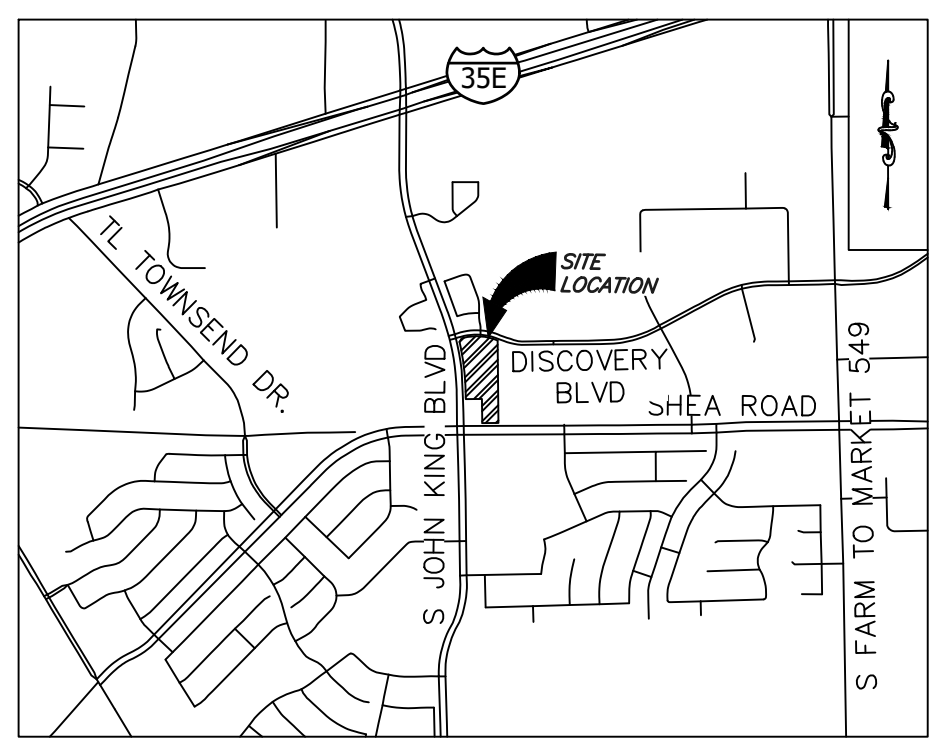 35E
TL TOWNSEND DR.
SITE
LOCATION
S JOHN KING BLVD
DISCOVERY
BLVD
SHEA ROAD
S FARM TO MARKET 549